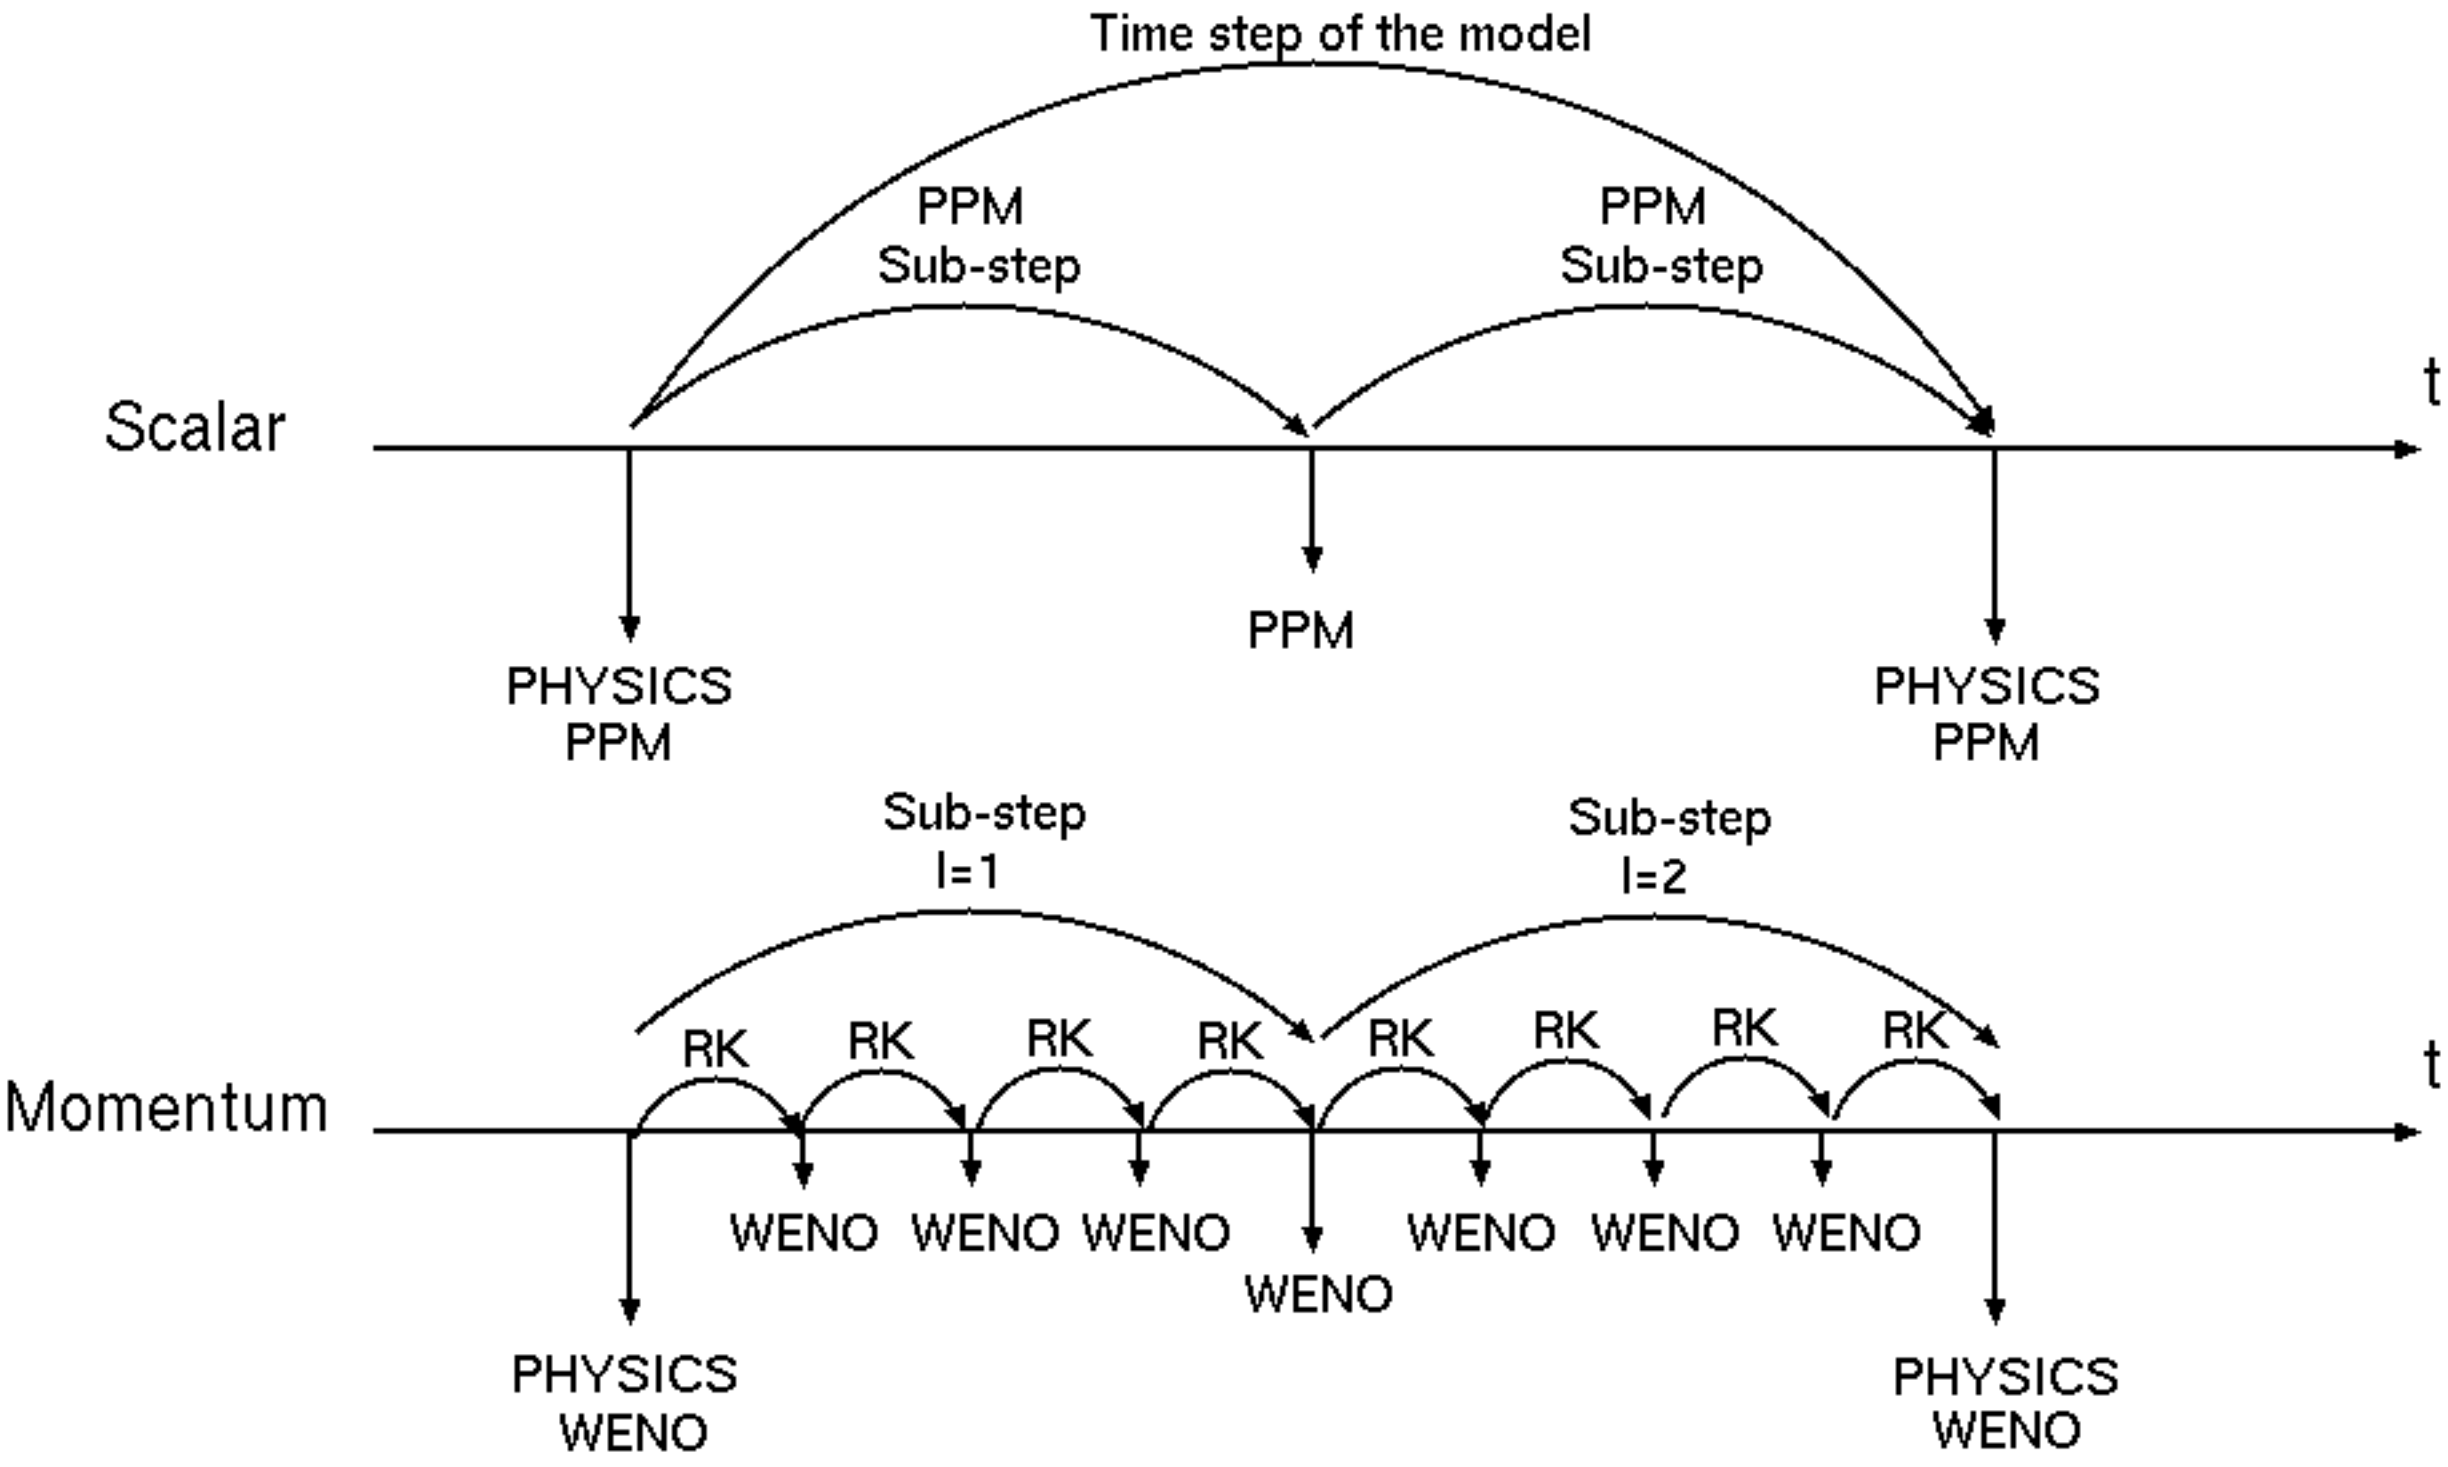 Time step of the model
PPM
Sub-step
PPM
Sub-step
t
Scalar
PPM
PHYSICS
PPM
PHYSICS
PPM
Sub-step
l=1
Sub-step
l=2
RK RK RK RK RK RK RK RK
t
Momentum
WENO WENO WENO WENO WENO WENO
WENO
PHYSICS
WENO
PHYSICS
WENO